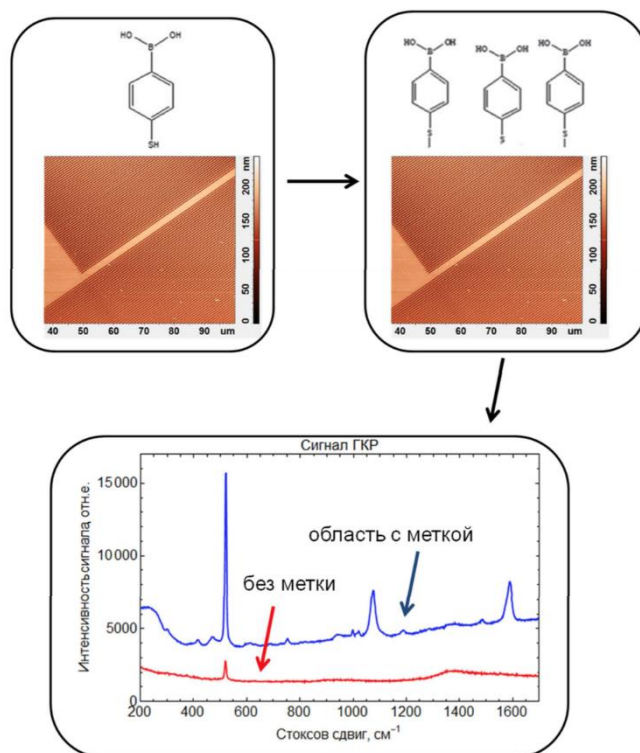 HO OH
B
SH
nm
200
150
100
50
0
40 50 60 70 80 90 um
HO OH HO OH HO OH
B B B
S S S
nm
200
150
100
50
0
40 50 60 70 80 90 um
Сигнал ГКР
Интенсивность сигнала, отн.е.
15000
10000
5000
0
область с меткой
без метки
200 400 600 800 1000 1200 1400 1600
Стоксов сдвиг, см⁻¹